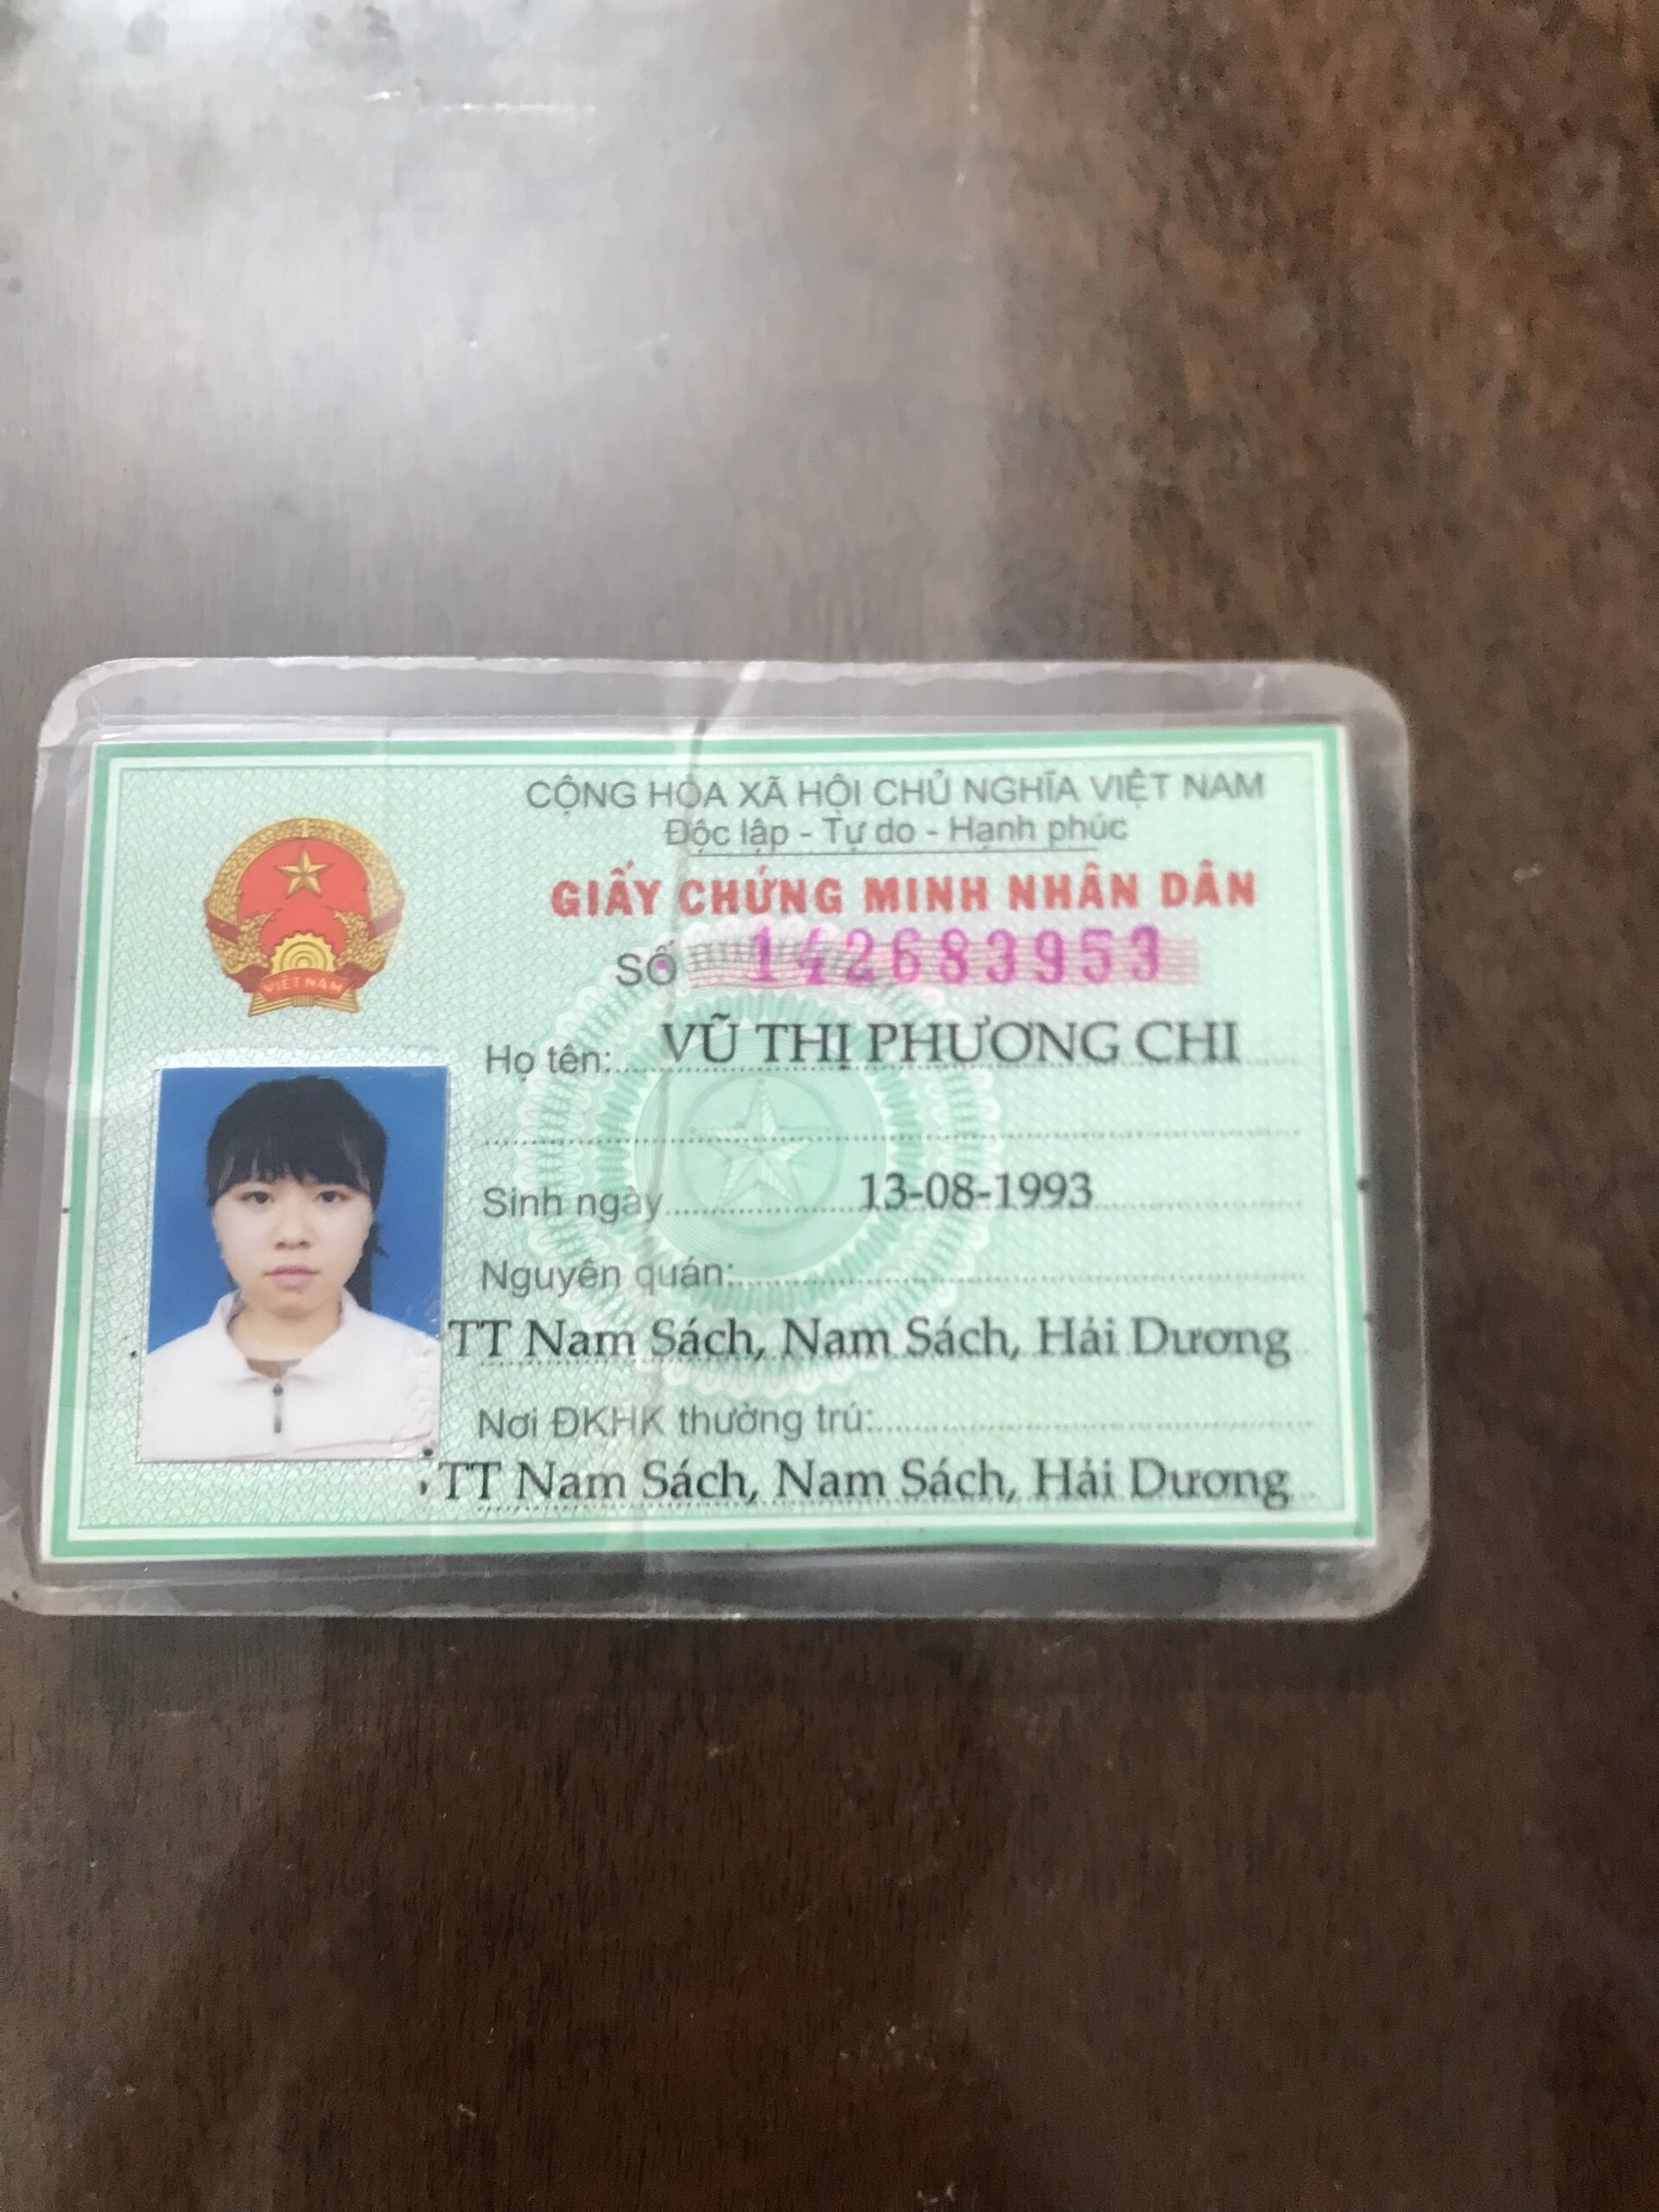 CỘNG HÒA XÃ HỘI CHỦ NGHĨA VIỆT NAM
Độc lập - Tự do - Hạnh phúc
GIẤY CHỨNG MINH NHÂN DÂN
SỐ 142683953
VIỆT NAM
Họ tên: VŨ THỊ PHƯƠNG CHI
Sinh ngày 13-08-1993
Nguyên quán:
TT Nam Sách, Nam Sách, Hải Dương
Nơi ĐKHK thường trú:
TT Nam Sách, Nam Sách, Hải Dương